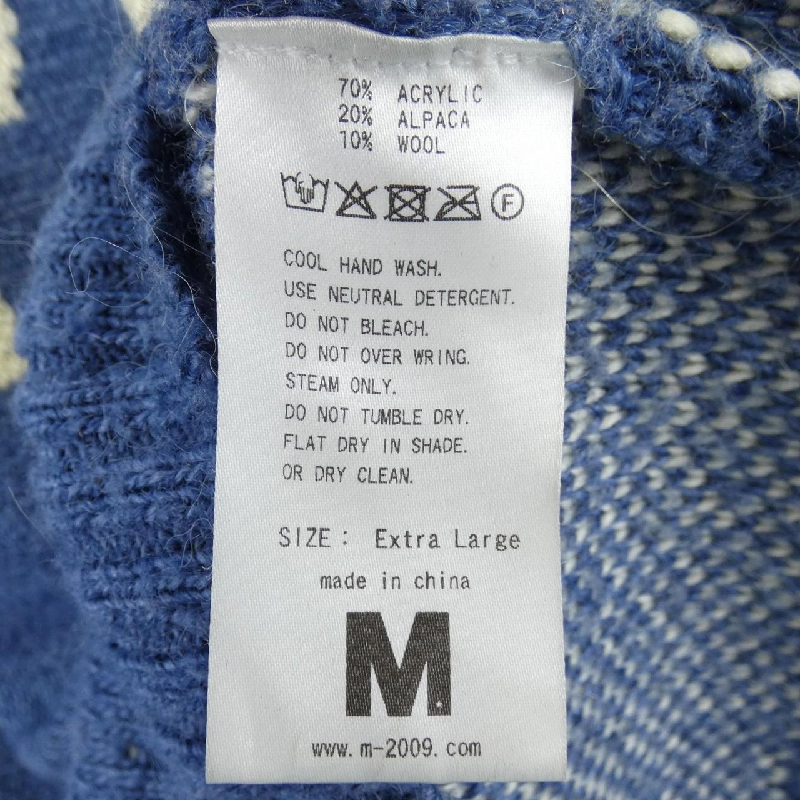 70% ACRYLIC
20% ALPACA
10% WOOL
F
COOL HAND WASH.
USE NEUTRAL DETERGENT.
DO NOT BLEACH.
DO NOT OVER WRING.
STEAM ONLY.
DO NOT TUMBLE DRY.
FLAT DRY IN SHADE.
OR DRY CLEAN.
SIZE: Extra Large
made in china
M
www.m-2009.com